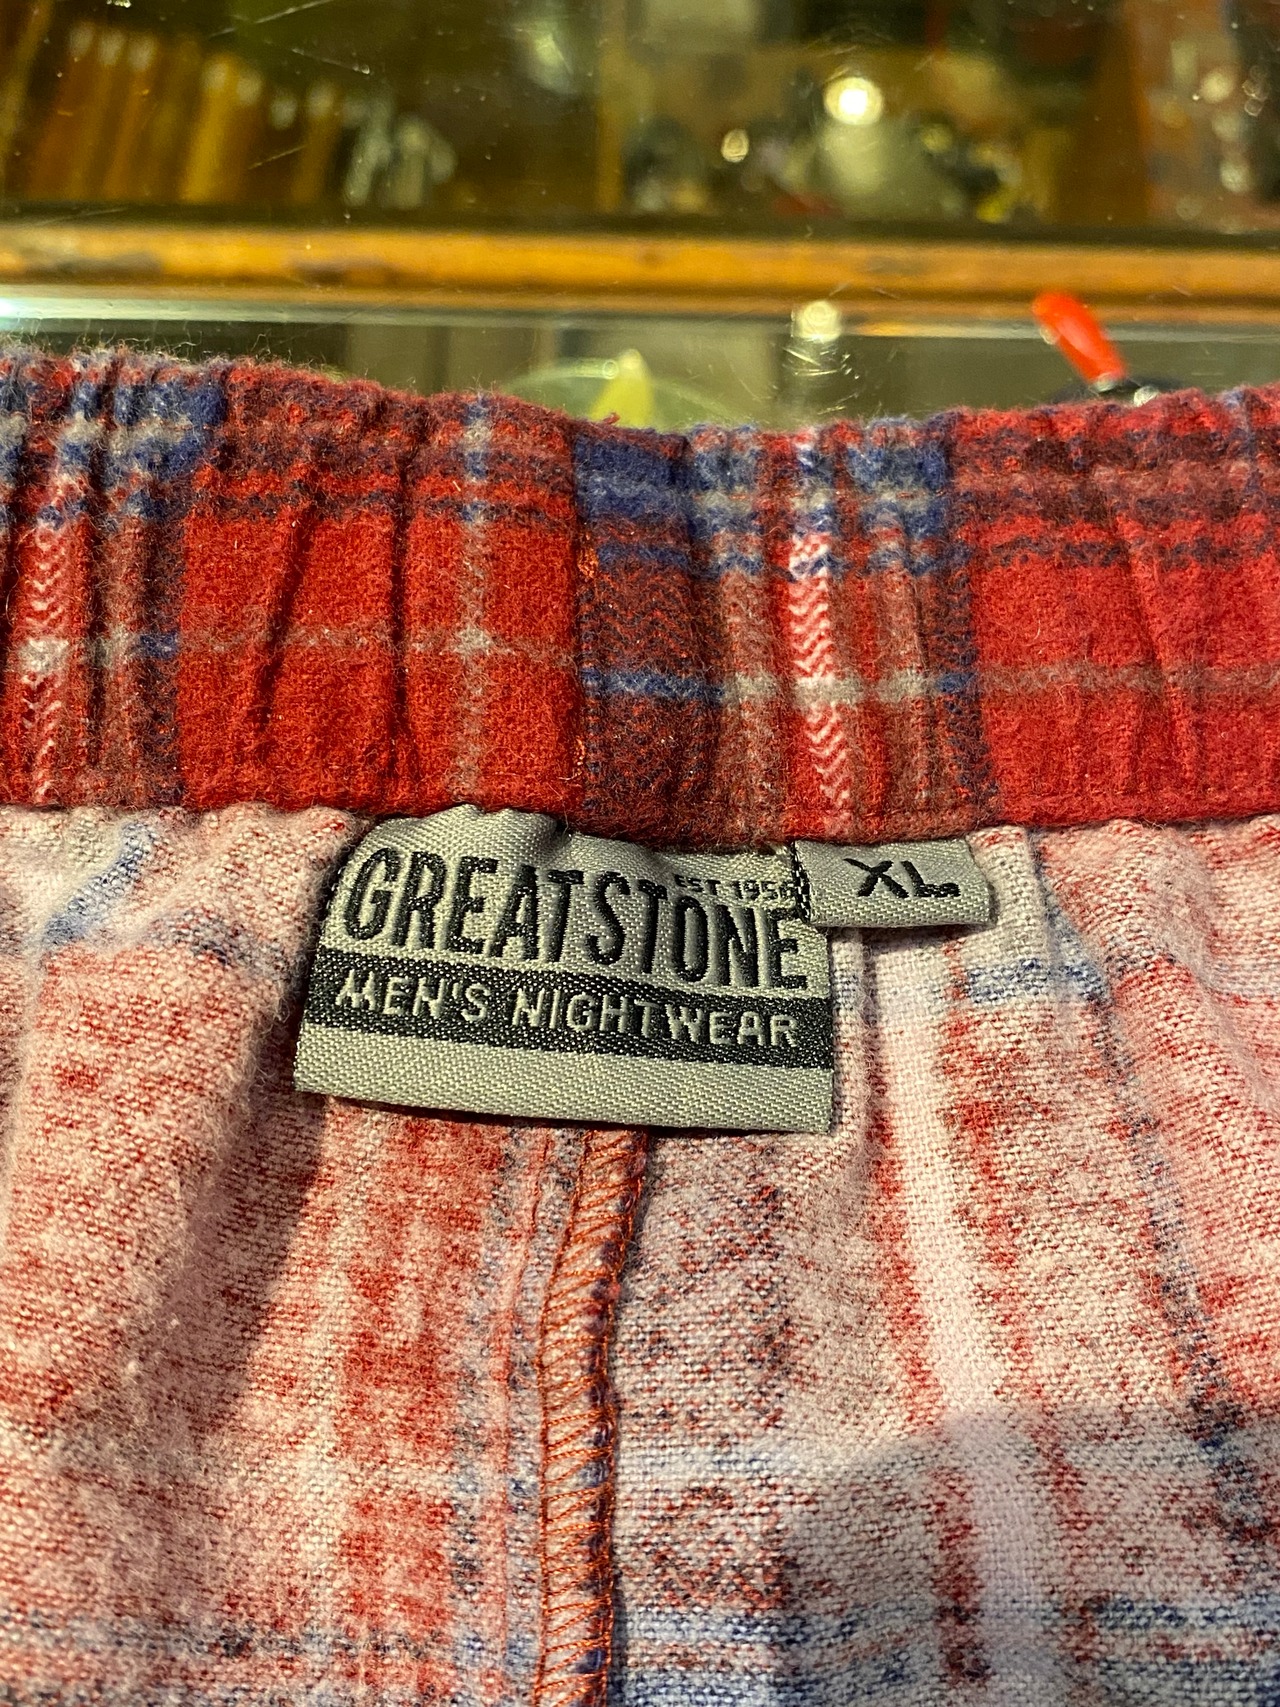 GREATSTONE
EST 1956
MEN'S NIGHTWEAR
XL